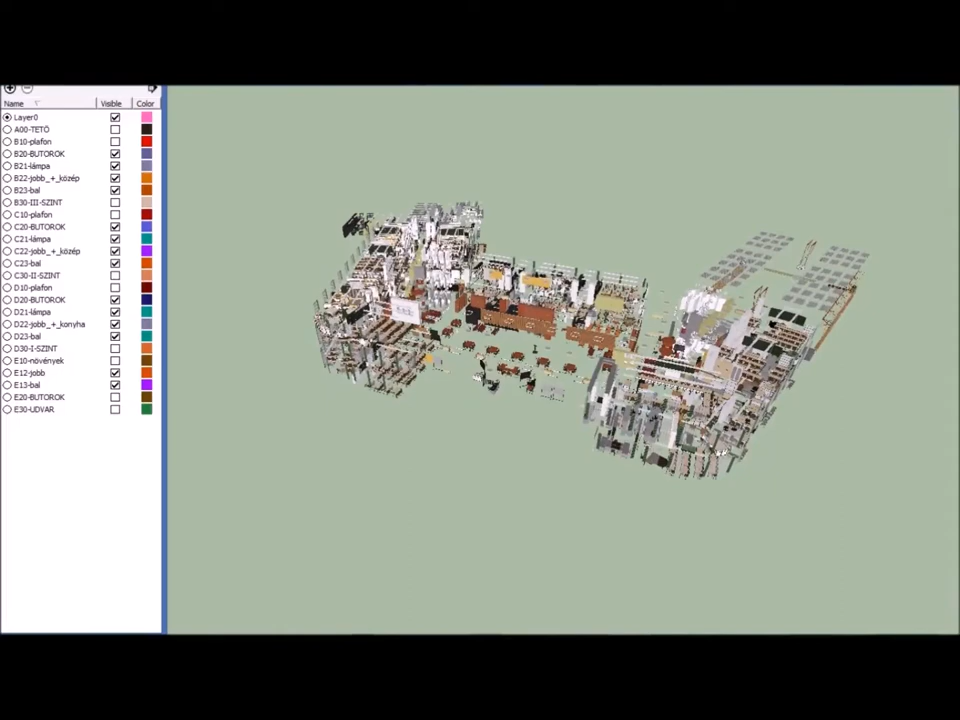 Name Visible Color
Layer0
A00-TETŐ
B10-plafon
B20-BUTOROK
B21-lámpa
B22-jobb_+_közép
B23-bal
B30-III-SZINT
C10-plafon
C20-BUTOROK
C21-lámpa
C22-jobb_+_közép
C23-bal
C30-II-SZINT
D10-plafon
D20-BUTOROK
D21-lámpa
D22-jobb_+_konyha
D23-bal
D30-I-SZINT
E10-növények
E12-jobb
E13-bal
E20-BUTOROK
E30-UDVAR